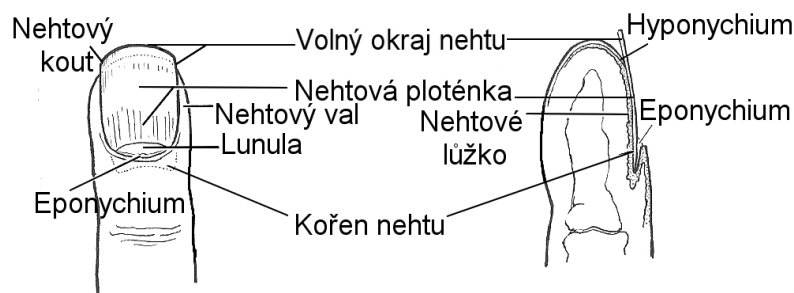 Nehtový
kout
Volný okraj nehtu
Hyponychium
Nehtová ploténka
Nehtový val
Nehtové
lůžko
Eponychium
Lunula
Eponychium
Kořen nehtu